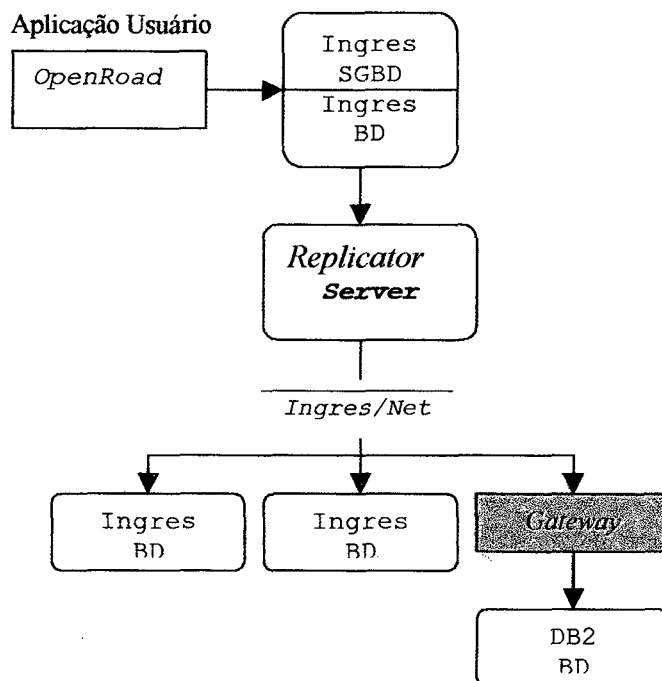 Aplicação Usuário
OpenRoad
Ingres
SGBD
Ingres
BD
Replicator
Server
Ingres/Net
Ingres
BD
Ingres
BD
Gateway
DB2
BD